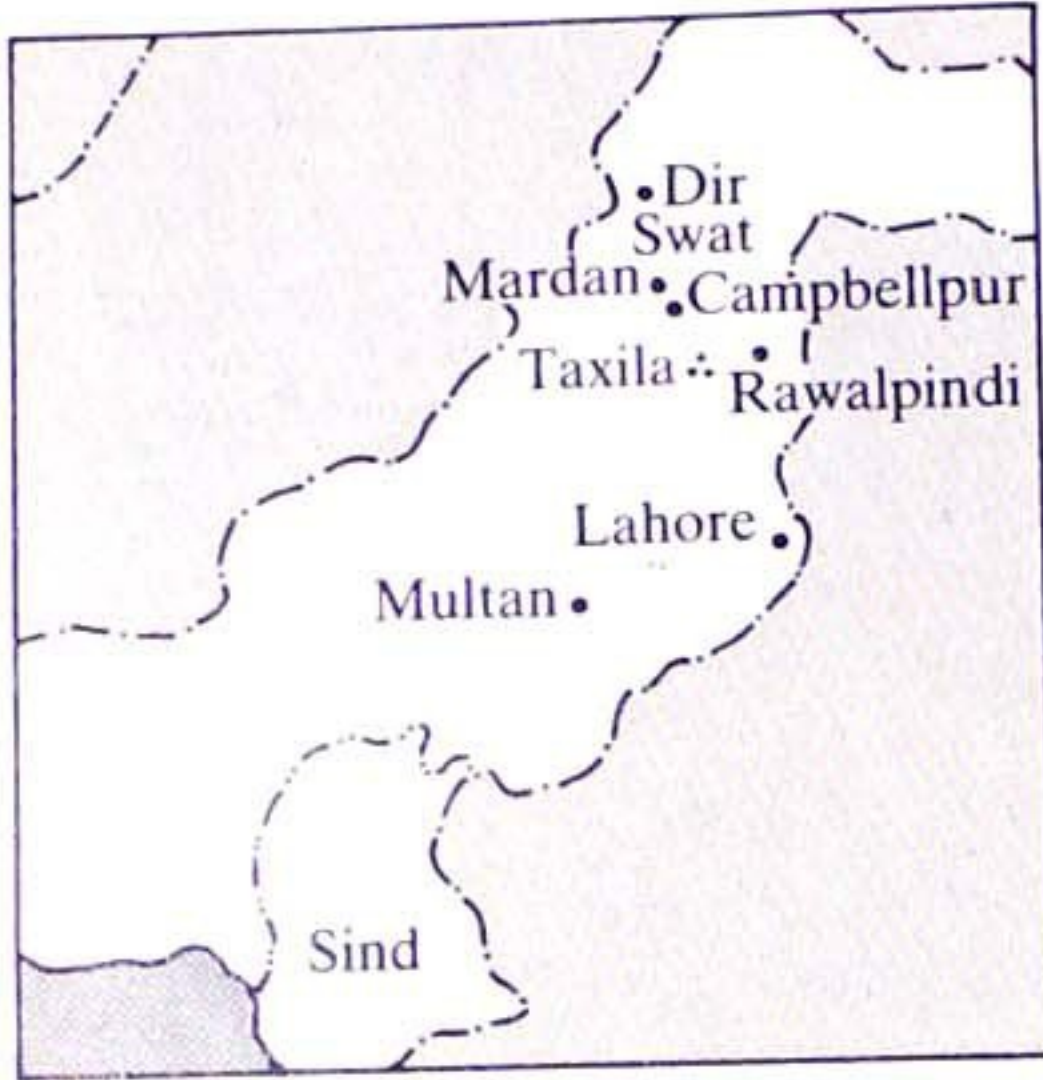 Dir
Swat
Mardan
Campbellpur
Taxila
Rawalpindi
Lahore
Multan
Sind